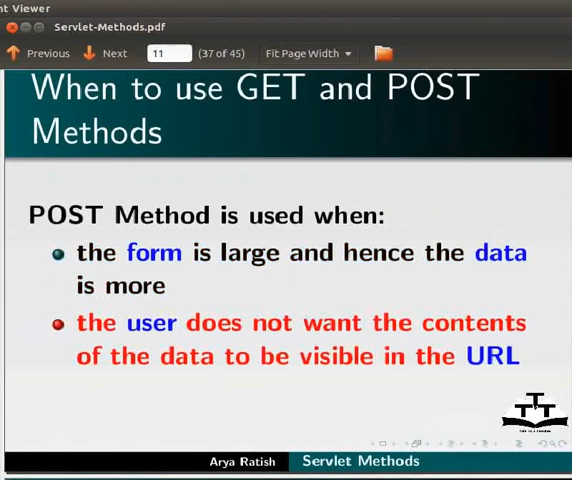 nt Viewer
Servlet-Methods.pdf
Previous Next 11 (37 of 45) Fit Page Width
When to use GET and POST
Methods
POST Method is used when:
the form is large and hence the data
is more
the user does not want the contents
of the data to be visible in the URL
TTT
Arya Ratish Servlet Methods